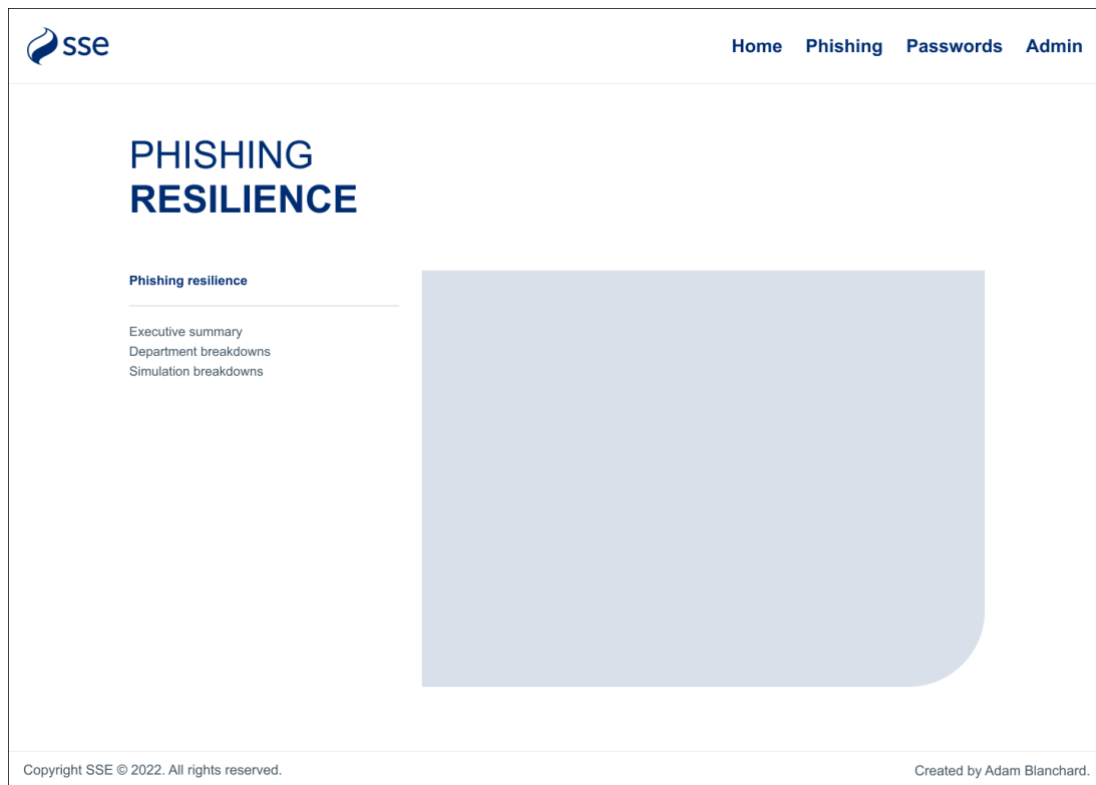 sse
Home Phishing Passwords Admin
PHISHING
RESILIENCE
Phishing resilience
Executive summary
Department breakdowns
Simulation breakdowns
Copyright SSE © 2022. All rights reserved.
Created by Adam Blanchard.